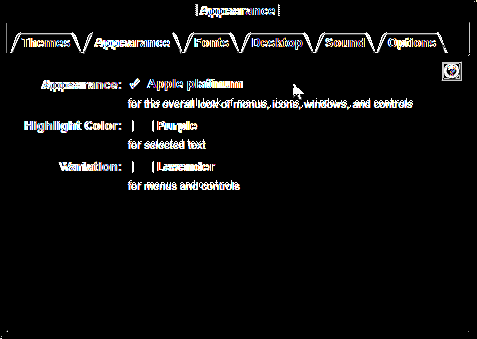 Appearance
Themes Appearance Fonts Desktop Sound Options
Appearance: Apple platinum
for the overall look of menus, icons, windows, and controls
Highlight Color: Purple
for selected text
Variation: Lavender
for menus and controls